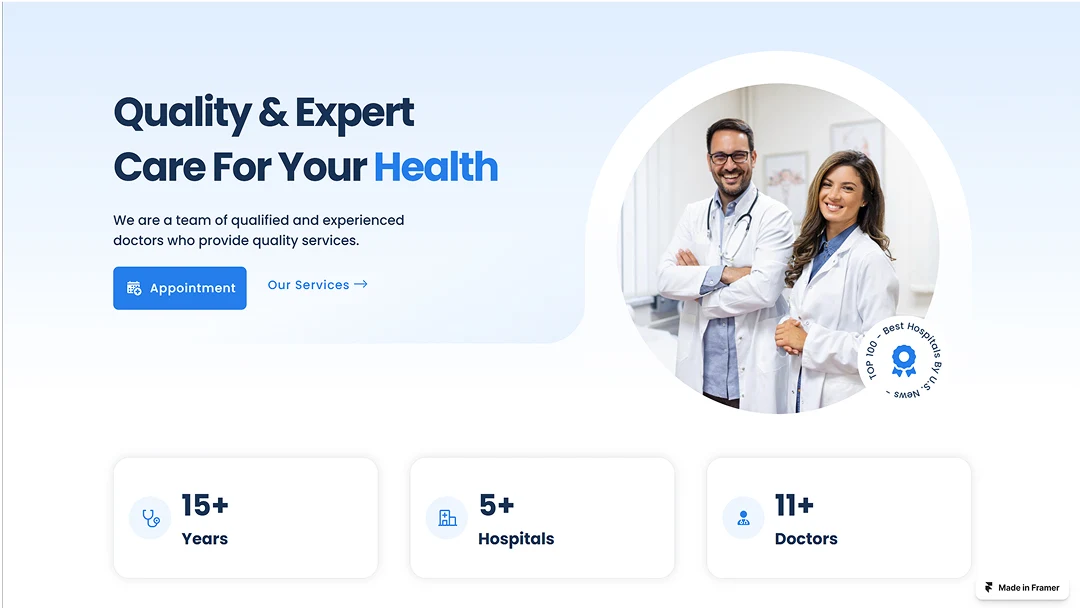 Quality & Expert
Care For Your Health
We are a team of qualified and experienced
doctors who provide quality services.
Appointment
Our Services →
TOP 100 - Best Hospitals By U.S. News -
15+
Years
5+
Hospitals
11+
Doctors
Made in Framer